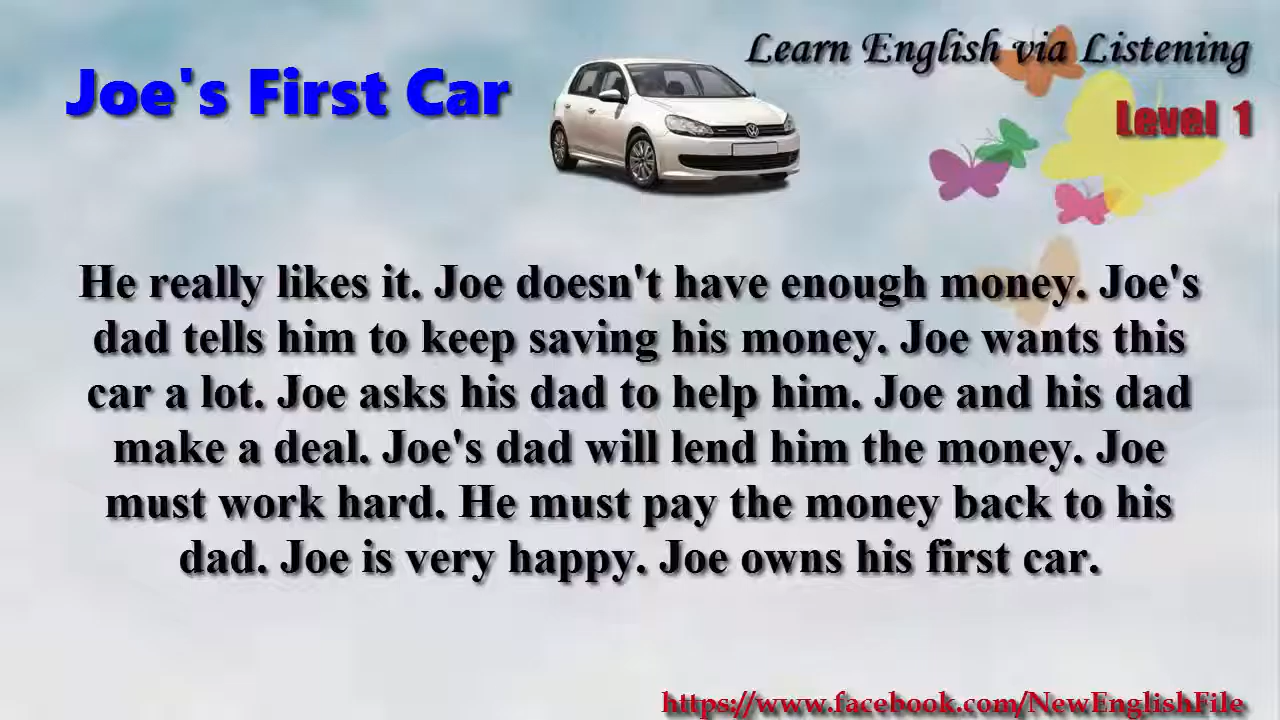 Learn English via Listening
Joe's First Car
Level 1
He really likes it. Joe doesn't have enough money. Joe's
dad tells him to keep saving his money. Joe wants this
car a lot. Joe asks his dad to help him. Joe and his dad
make a deal. Joe's dad will lend him the money. Joe
must work hard. He must pay the money back to his
dad. Joe is very happy. Joe owns his first car.
https://www.facebook.com/NewEnglishFile